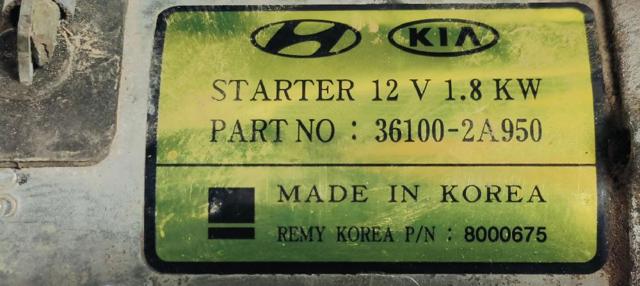 KIA
STARTER 12 V 1.8 KW
PART NO : 36100-2A950
MADE IN KOREA
REMY KOREA P/N : 8000675